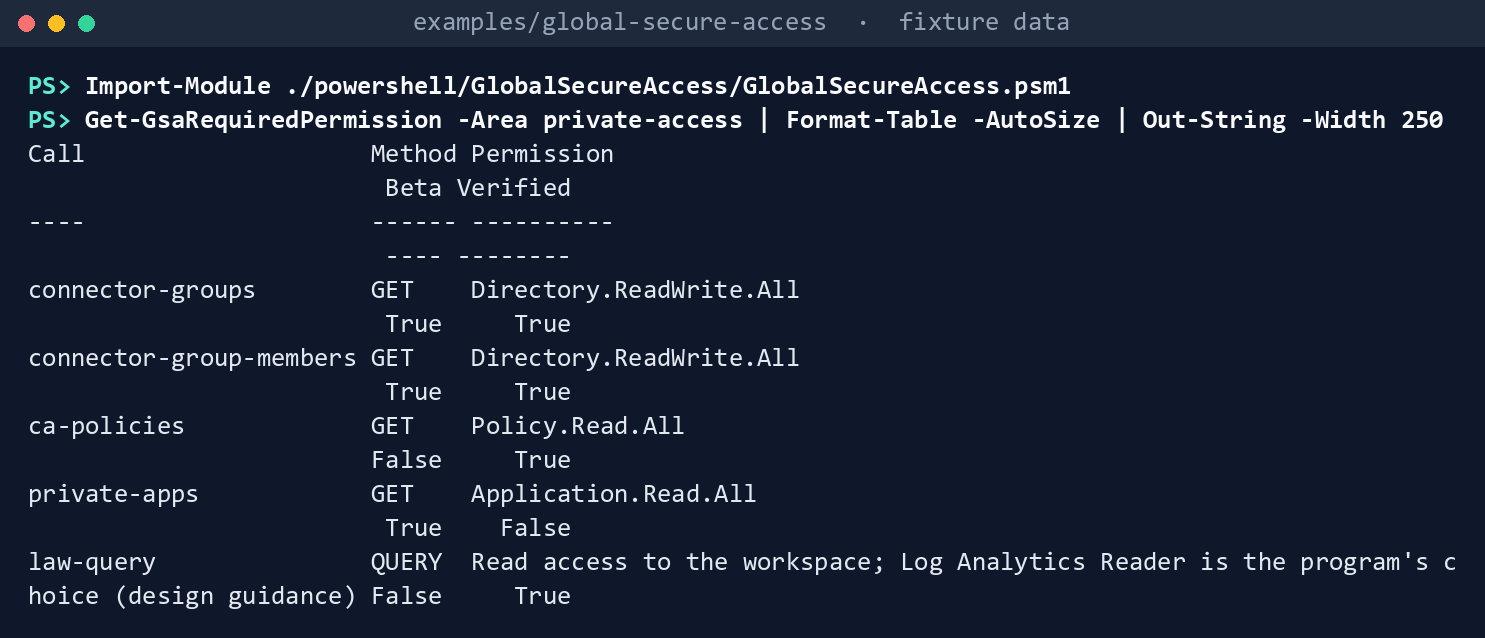 examples/global-secure-access · fixture data
PS> Import-Module ./powershell/GlobalSecureAccess/GlobalSecureAccess.psm1
PS> Get-GsaRequiredPermission -Area private-access | Format-Table -AutoSize | Out-String -Width 250
Call                    Method Permission
                         Beta Verified
----                    ------ ----------
                         ---- --------
connector-groups        GET    Directory.ReadWrite.All
                         True     True
connector-group-members GET    Directory.ReadWrite.All
                         True     True
ca-policies             GET    Policy.Read.All
                        False     True
private-apps            GET    Application.Read.All
                         True    False
law-query               QUERY  Read access to the workspace; Log Analytics Reader is the program's c
hoice (design guidance) False     True